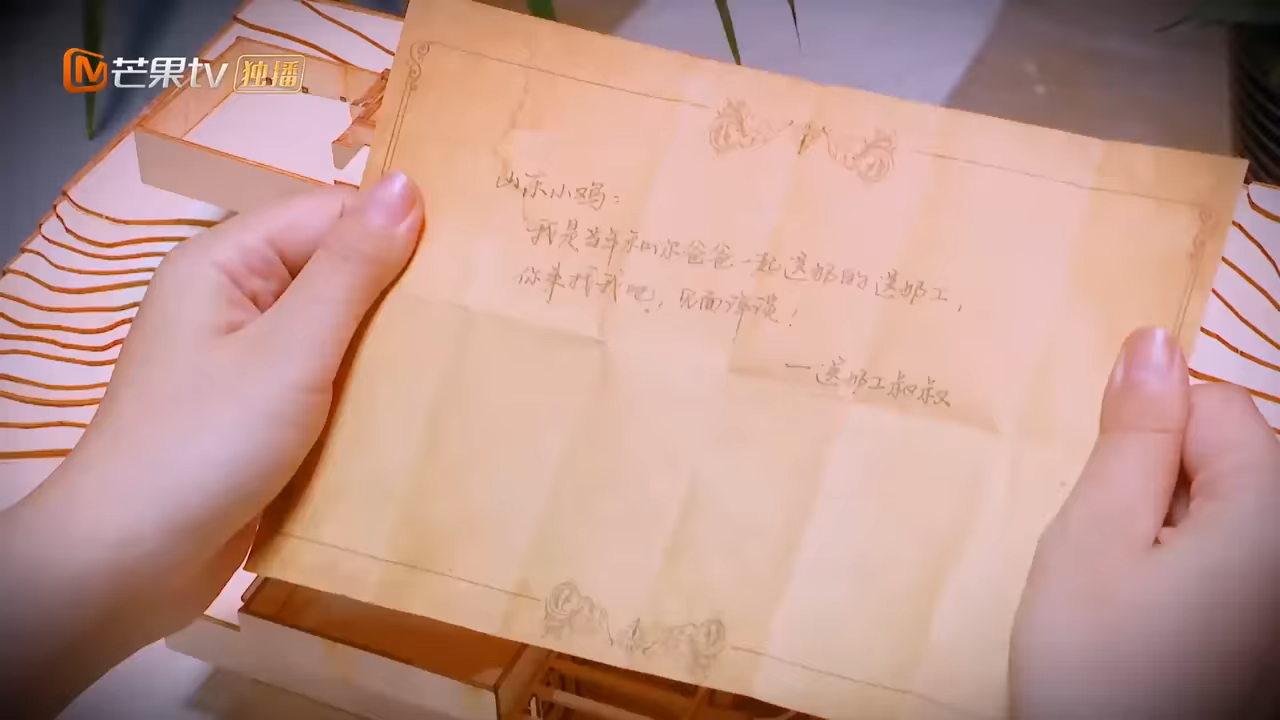 芒果tv 独播
山东小鸡：
我是当年和你爸爸一起送奶的送奶工，
你来找我吧，见面详谈！
一送奶工叔叔